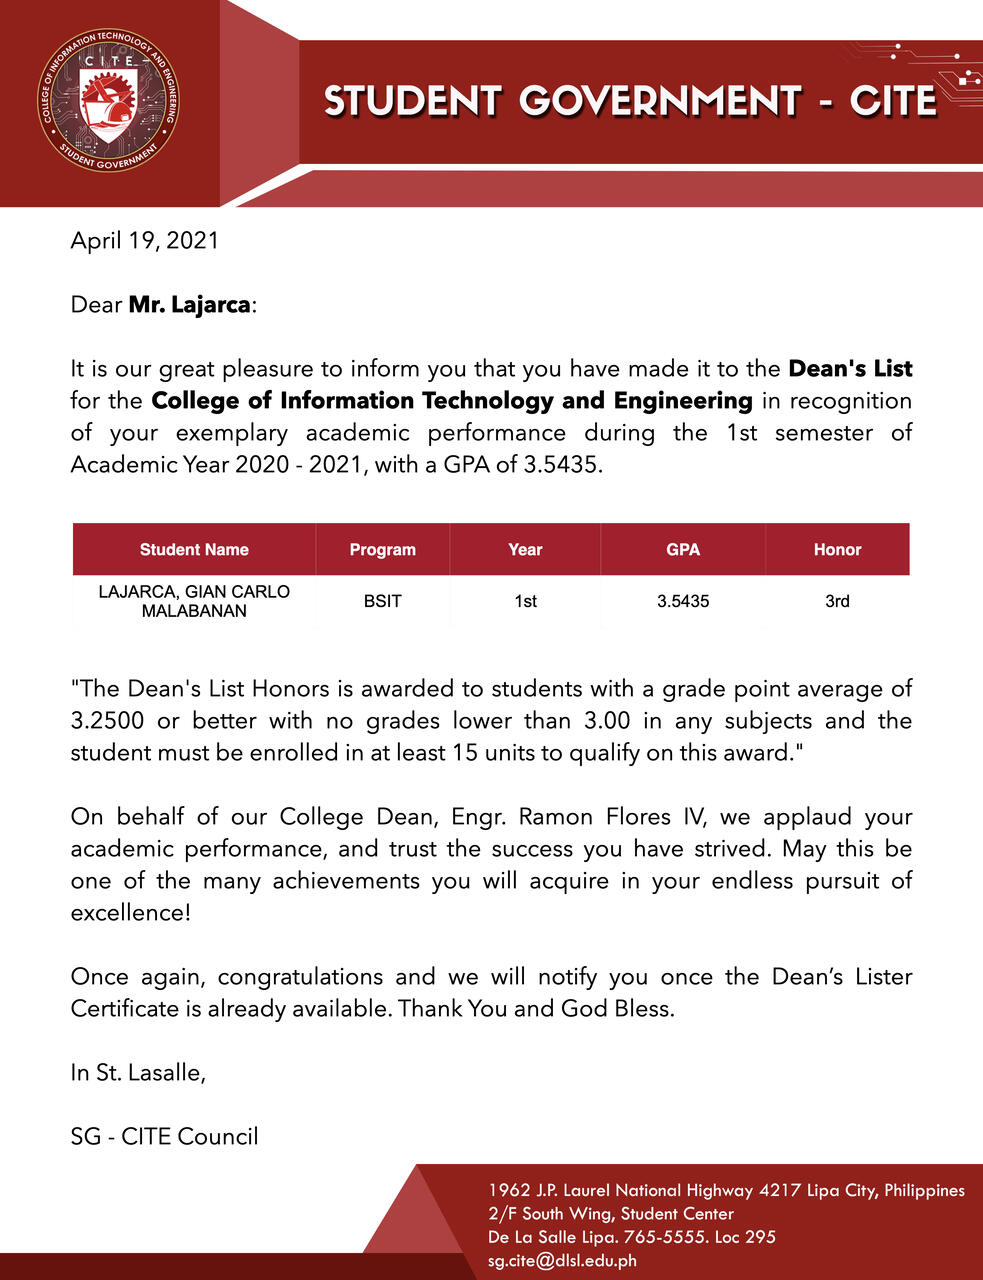 COLLEGE OF INFORMATION TECHNOLOGY AND ENGINEERING
CITE
STUDENT GOVERNMENT
STUDENT GOVERNMENT - CITE
April 19, 2021
Dear Mr. Lajarca:
It is our great pleasure to inform you that you have made it to the Dean's List
for the College of Information Technology and Engineering in recognition
of your exemplary academic performance during the 1st semester of
Academic Year 2020 - 2021, with a GPA of 3.5435.
Student Name Program Year GPA Honor
LAJARCA, GIAN CARLO
MALABANAN BSIT 1st 3.5435 3rd
"The Dean's List Honors is awarded to students with a grade point average of
3.2500 or better with no grades lower than 3.00 in any subjects and the
student must be enrolled in at least 15 units to qualify on this award."
On behalf of our College Dean, Engr. Ramon Flores IV, we applaud your
academic performance, and trust the success you have strived. May this be
one of the many achievements you will acquire in your endless pursuit of
excellence!
Once again, congratulations and we will notify you once the Dean’s Lister
Certificate is already available. Thank You and God Bless.
In St. Lasalle,
SG - CITE Council
1962 J.P. Laurel National Highway 4217 Lipa City, Philippines
2/F South Wing, Student Center
De La Salle Lipa. 765-5555. Loc 295
sg.cite@dlsl.edu.ph